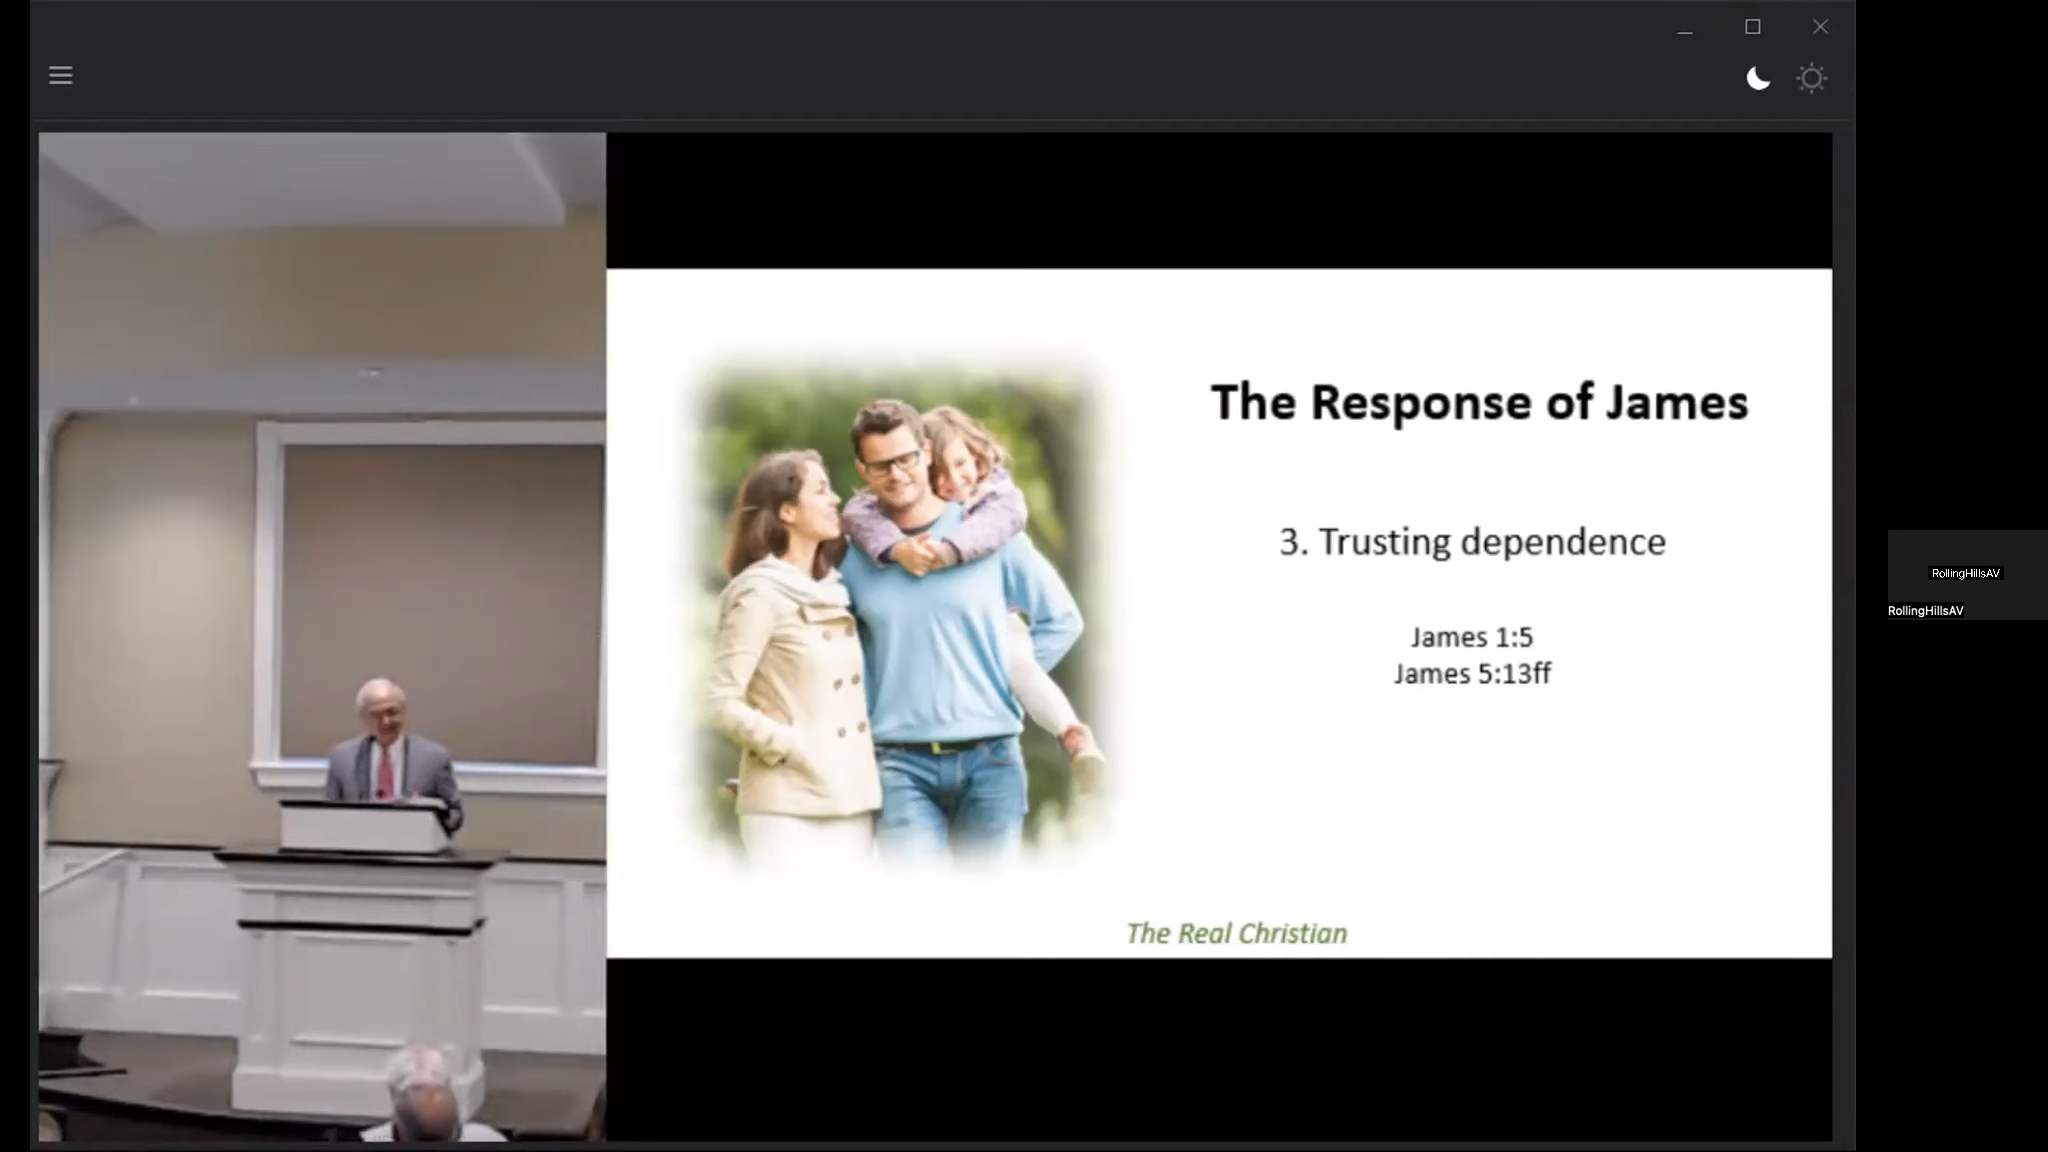 The Response of James
3. Trusting dependence
James 1:5
James 5:13ff
The Real Christian
RollingHillsAV
RollingHillsAV